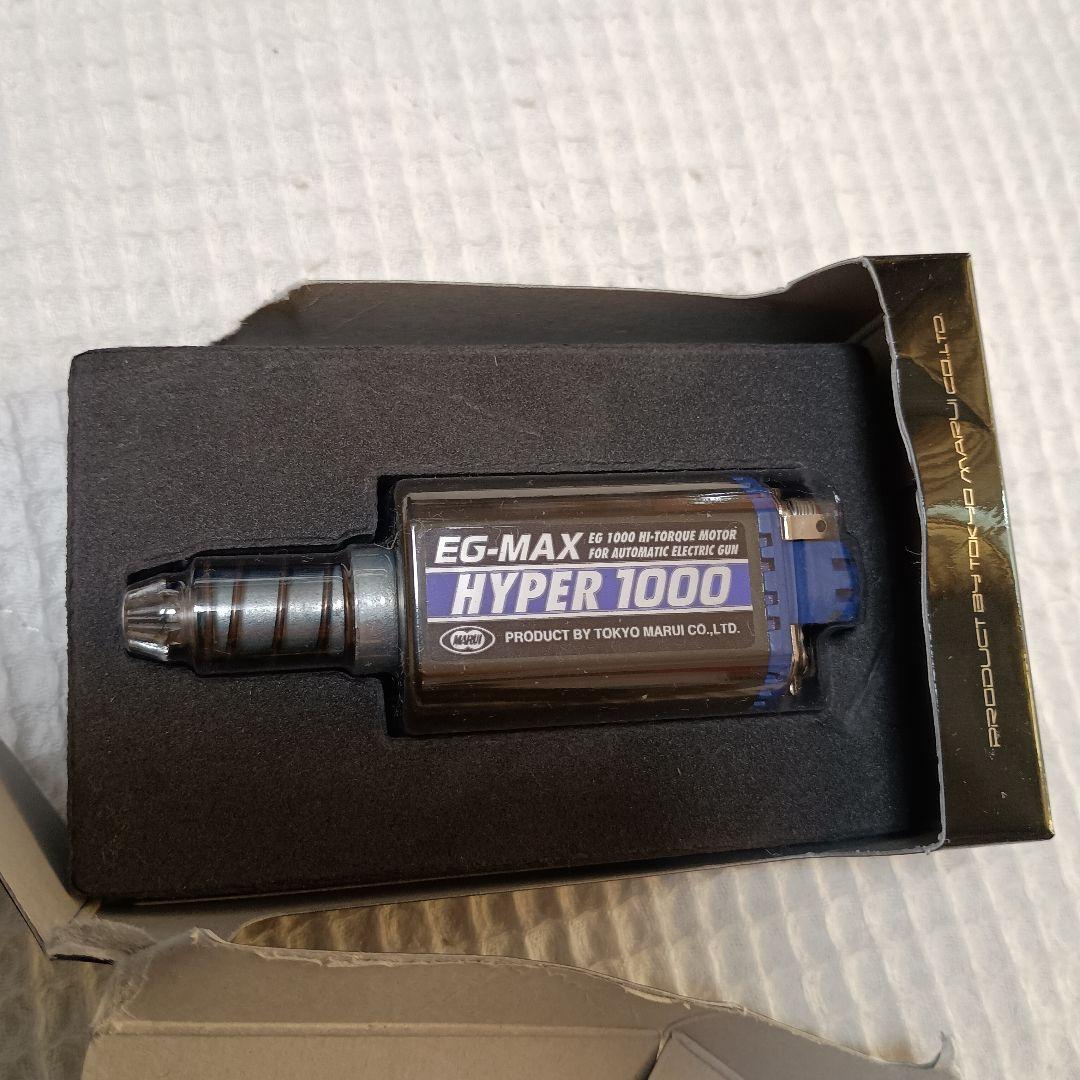 EG-MAX
EG 1000 HI-TORQUE MOTOR
FOR AUTOMATIC ELECTRIC GUN
HYPER 1000
MARUI
PRODUCT BY TOKYO MARUI CO.,LTD.
PRODUCT BY TOKYO MARUI CO.LTD.